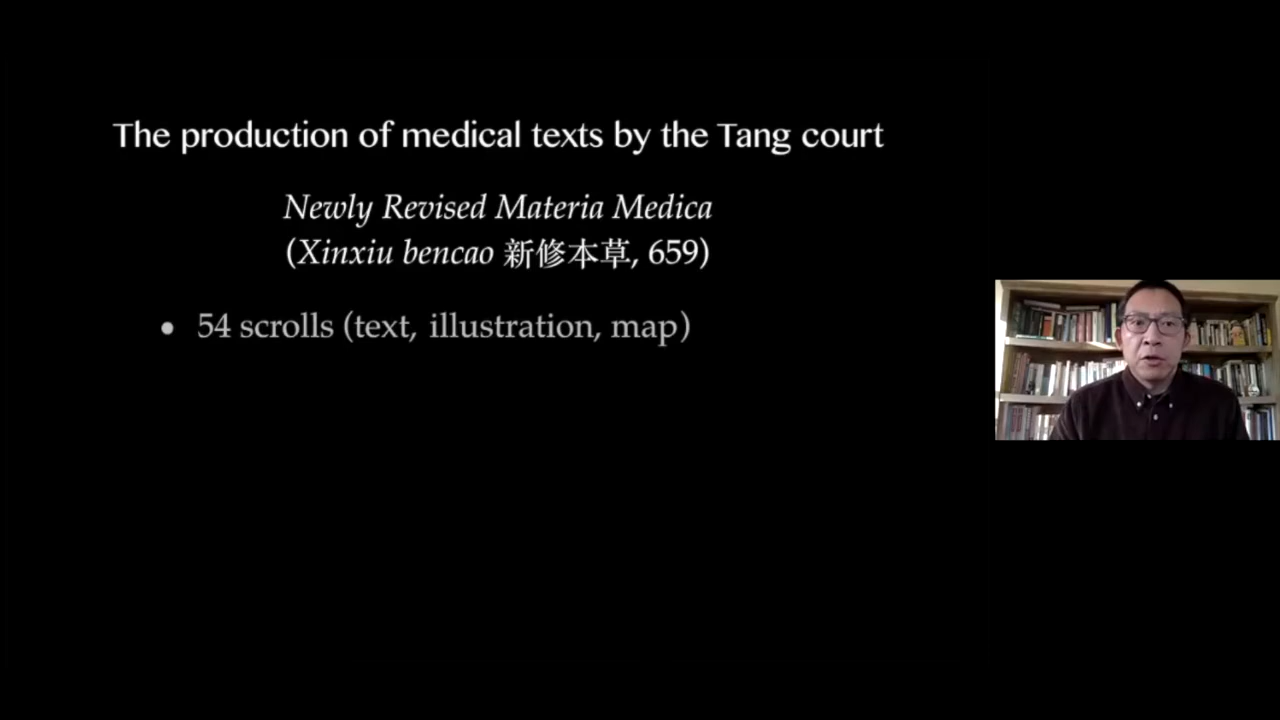 The production of medical texts by the Tang court
Newly Revised Materia Medica
(Xinxiu bencao 新修本草, 659)
• 54 scrolls (text, illustration, map)